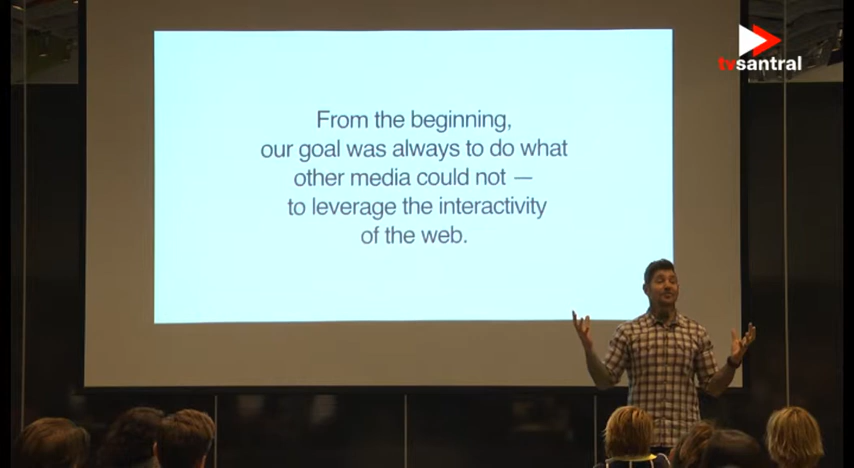 tvsantral
From the beginning,
our goal was always to do what
other media could not —
to leverage the interactivity
of the web.